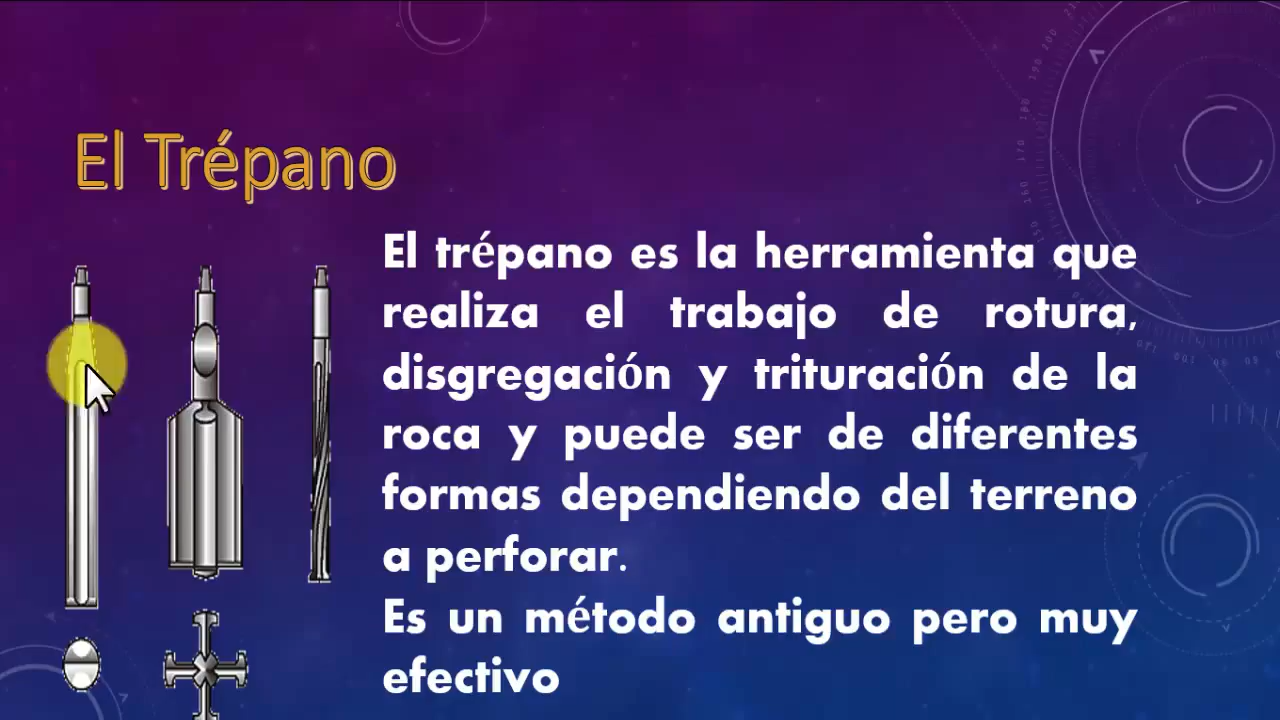 El Trépano
El trépano es la herramienta que
realiza el trabajo de rotura,
disgregación y trituración de la
roca y puede ser de diferentes
formas dependiendo del terreno
a perforar.
Es un método antiguo pero muy
efectivo